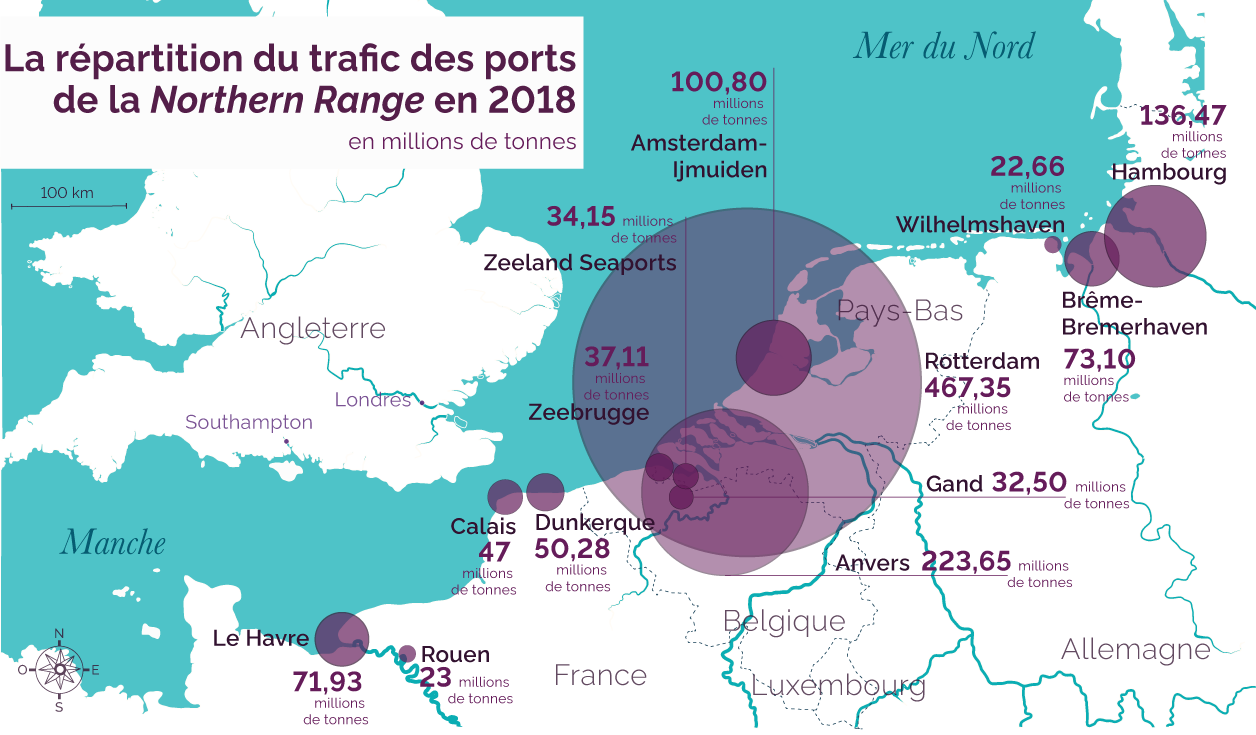 La répartition du trafic des ports
de la Northern Range en 2018
en millions de tonnes
100 km
Mer du Nord
100,80
millions
de tonnes
Amsterdam-
Ijmuiden
136,47
millions
de tonnes
Hambourg
22,66
millions
de tonnes
Wilhelmshaven
34,15 millions
de tonnes
Zeeland Seaports
Brême-
Bremerhaven
73,10
millions
de tonnes
Angleterre
Pays-Bas
37,11
millions
de tonnes
Zeebrugge
Rotterdam
467,35
millions
de tonnes
Londres
Southampton
Gand 32,50 millions
de tonnes
Calais
47
millions
de tonnes
Dunkerque
50,28
millions
de tonnes
Manche
Anvers 223,65 millions
de tonnes
Belgique
Le Havre
71,93
millions
de tonnes
Rouen
23 millions
de tonnes
France
Luxembourg
Allemagne
N
O
E
S